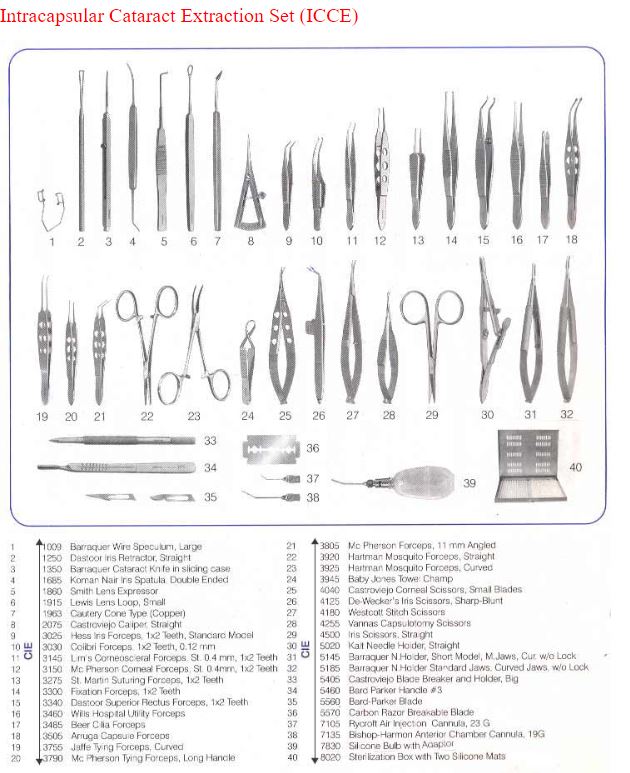 Intracapsular Cataract Extraction Set (ICCE)
1 2 3 4 5 6 7 8 9 10 11 12 13 14 15 16 17 18
19 20 21 22 23 24 25 26 27 28 29 30 31 32
33
34
35
36
37
38
39
40
CIE
1 1009 Barraquer Wire Speculum, Large
2 1250 Dastoor Iris Retractor, Straight
3 1350 Barraquer Cataract Knife in sliding case
4 1685 Koman Nair Iris Spatula Double Ended
5 1860 Smith Lens Expressor
6 1915 Lewis Lens Loop, Small
7 1963 Cautery Cone Type (Copper)
8 2075 Castroviejo Caliper, Straight
9 3025 Hess Iris Forceps, 1x2 Teeth, Standard Model
10 3030 Colibri Forceps, 1x2 Teeth, 0.12 mm
11 3145 Lim's Corneoscleral Forceps, St. 0.4 mm, 1x2 Teeth
12 3150 Mc Pherson Corneal Forceps, St. 0.4mm, 1x2 Teeth
13 3275 St. Martin Suturing Forceps, 1x2 Teeth
14 3300 Fixation Forceps, 1x2 Teeth
15 3340 Dastoor Superior Rectus Forceps, 1x2 Teeth
16 3460 Wills Hospital Utility Forceps
17 3485 Beer Cilia Forceps
18 3505 Arruga Capsule Forceps
19 3755 Jaffe Tying Forceps, Curved
20 3790 Mc Pherson Tying Forceps, Long Handle
CIE
21 3805 Mc Pherson Forceps, 11 mm Angled
22 3920 Hartman Mosquito Forceps, Straight
23 3925 Hartman Mosquito Forceps, Curved
24 3945 Baby Jones Towel Clamp
25 4040 Castroviejo Corneal Scissors, Small Blades
26 4125 De-Wecker's Iris Scissors, Sharp-Blunt
27 4180 Westcott Stitch Scissors
28 4255 Vannas Capsulotomy Scissors
29 4500 Iris Scissors, Straight
30 5020 Kalt Needle Holder, Straight
31 5145 Barraquer N.Holder, Short Model, M.Jaws, Cur. w/o Lock
32 5185 Barraquer N.Holder Standard Jaws, Curved Jaws, w/o Lock
33 5405 Castroviejo Blade Breaker and Holder, Big
34 5460 Bard Parker Handle #3
35 5560 Bard-Parker Blade
36 5570 Carbon Razor Breakable Blade
37 7105 Rycroft Air Injection Cannula, 23 G
38 7135 Bishop-Harmon Anterior Chamber Cannula, 19G
39 7830 Silicone Bulb with Adaptor
40 8020 Sterilization Box with Two Silicone Mats